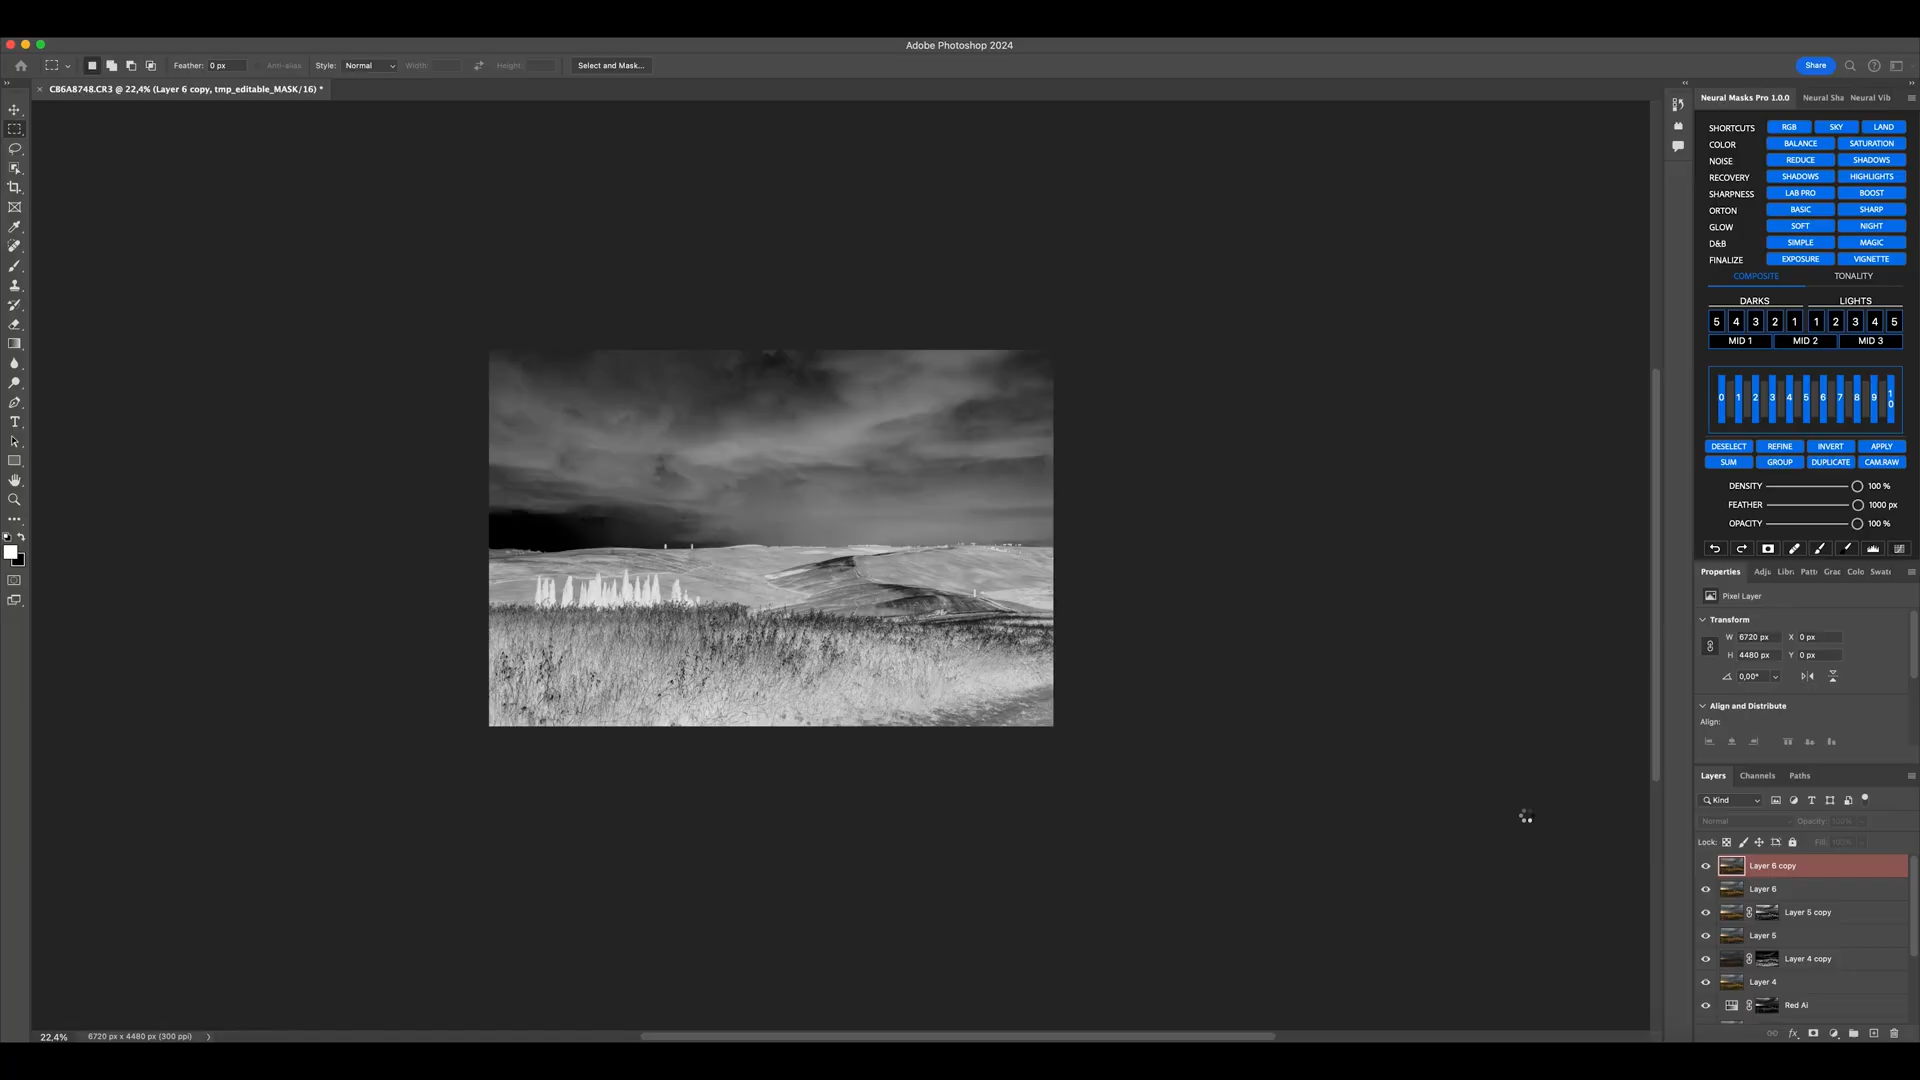 Adobe Photoshop 2024
Feather: 0 px
Anti-alias
Style: Normal
Width:
Height:
Select and Mask...
Share
CB6A8748.CR3 @ 22,4% (Layer 6 copy, tmp_editable_MASK/16) *
Neural Masks Pro 1.0.0
Neural Sha
Neural Vib
SHORTCUTS RGB SKY LAND
COLOR BALANCE SATURATION
NOISE REDUCE SHADOWS
RECOVERY SHADOWS HIGHLIGHTS
SHARPNESS LAB PRO BOOST
ORTON BASIC SHARP
GLOW SOFT NIGHT
D&B SIMPLE MAGIC
FINALIZE EXPOSURE VIGNETTE
COMPOSITE TONALITY
DARKS LIGHTS
5 4 3 2 1 1 2 3 4 5
MID 1 MID 2 MID 3
0 1 2 3 4 5 6 7 8 9 10
DESELECT REFINE INVERT APPLY
SUM GROUP DUPLICATE CAM.RAW
DENSITY 100 %
FEATHER 1000 px
OPACITY 100 %
Properties Adju Libr Patt Grac Colo Swat
Pixel Layer
Transform
W 6720 px X 0 px
H 4480 px Y 0 px
0,00°
Align and Distribute
Align:
Layers Channels Paths
Kind
Normal Opacity: 100%
Lock: Fill: 100%
Layer 6 copy
Layer 6
Layer 5 copy
Layer 5
Layer 4 copy
Layer 4
Red Ai
22,4% 6720 px x 4480 px (300 ppi)